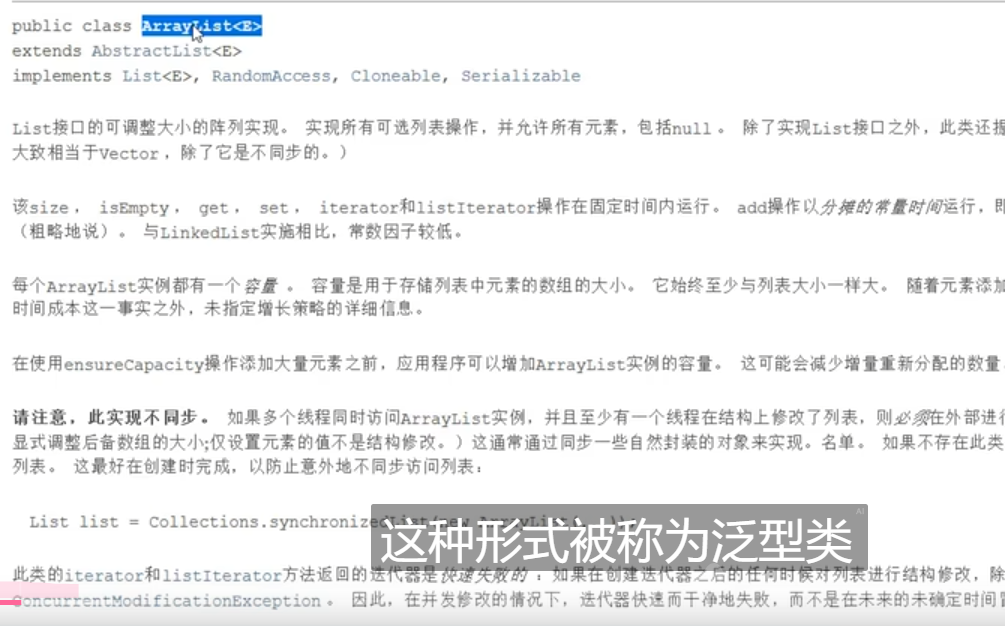 public class ArrayList<E>
extends AbstractList<E>
implements List<E>, RandomAccess, Cloneable, Serializable
List接口的可调整大小的阵列实现。 实现所有可选列表操作，并允许所有元素，包括null 。 除了实现List接口之外，此类还提
大致相当于Vector ，除了它是不同步的。）
该size ， isEmpty ， get ， set ， iterator和listIterator操作在固定时间内运行。 add操作以分摊的常量时间运行，即
（粗略地说）。 与LinkedList实施相比，常数因子较低。
每个ArrayList实例都有一个容量 。 容量是用于存储列表中元素的数组的大小。 它始终至少与列表大小一样大。 随着元素添加
时间成本这一事实之外，未指定增长策略的详细信息。
在使用ensureCapacity操作添加大量元素之前，应用程序可以增加ArrayList实例的容量。 这可能会减少增量重新分配的数量
请注意，此实现不同步。 如果多个线程同时访问ArrayList实例，并且至少有一个线程在结构上修改了列表，则必须在外部进行
显式调整后备数组的大小;仅设置元素的值不是结构修改。）这通常通过同步一些自然封装的对象来实现。名单。 如果不存在此类
列表。 这最好在创建时完成，以防止意外地不同步访问列表：
List list = Collections.synchronizedList(new ArrayList(...));
AI
这种形式被称为泛型类
此类的iterator和listIterator方法返回的迭代器是快速失败的 ：如果在创建迭代器之后的任何时候对列表进行结构修改，除
ConcurrentModificationException 。 因此，在并发修改的情况下，迭代器快速而干净地失败，而不是在未来的未确定时间冒